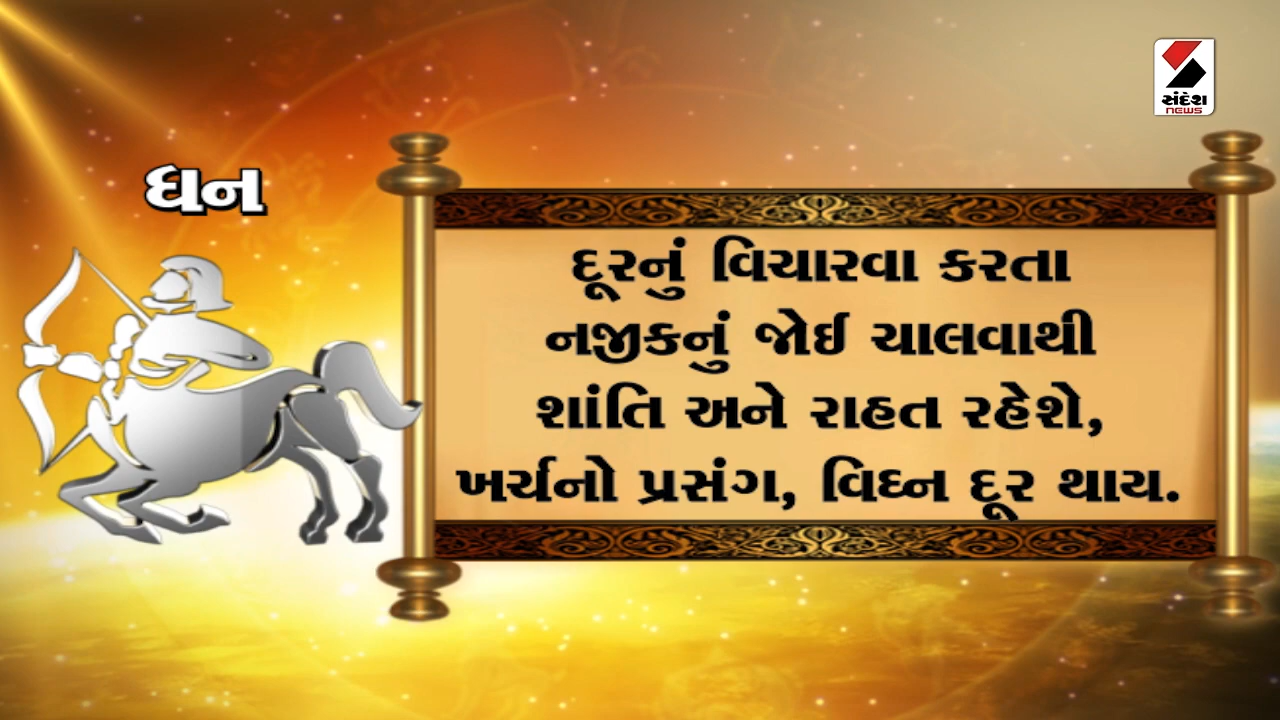 સંદેશ
NEWS
ધન
દૂરનું વિચારવા કરતા
નજીકનું જોઈ ચાલવાથી
શાંતિ અને રાહત રહેશે,
ખર્ચનો પ્રસંગ, વિઘ્ન દૂર થાય.